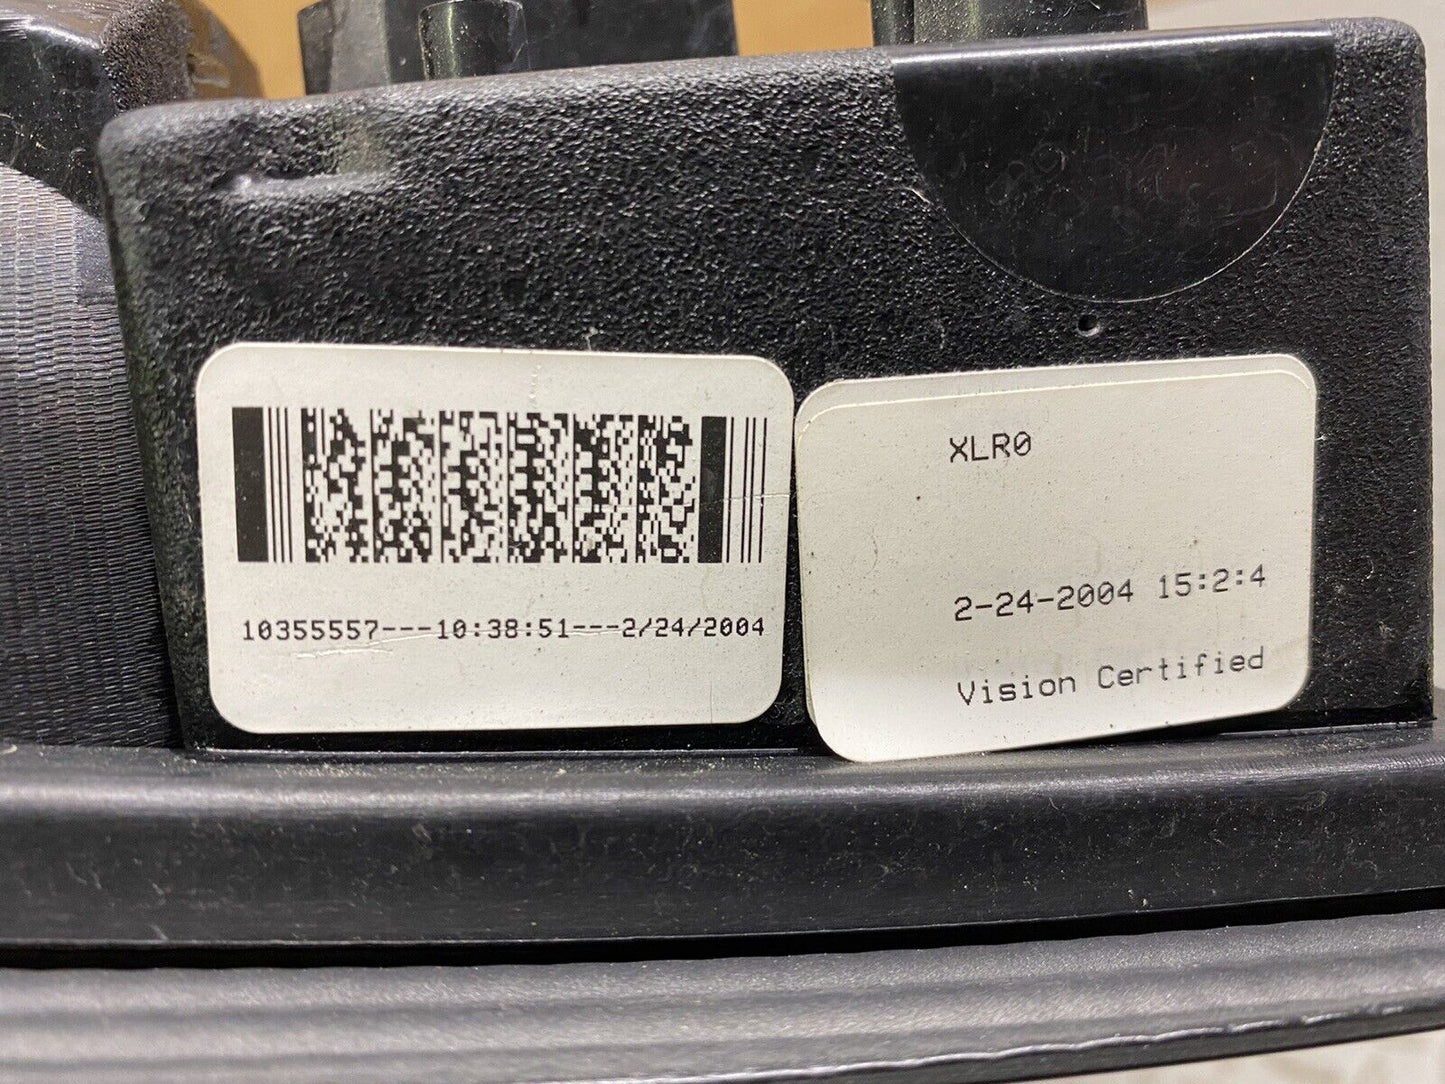 10355557---10:38:51---2/24/2004
XLR0
2-24-2004 15:2:4
Vision Certified